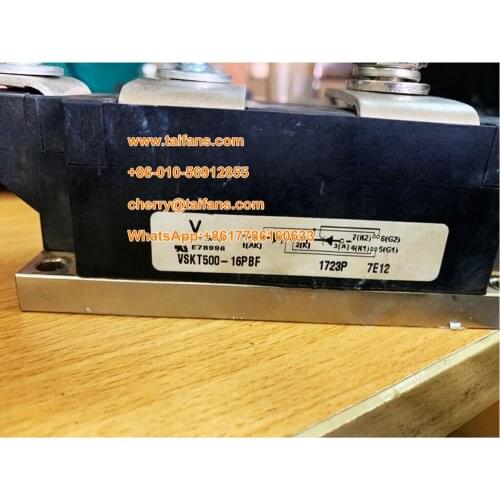 www.taifans.com
+86-010-56912855
cherry@taifans.com
V
WhatsApp:+8617786160633
7(K2) 6(G2)
E78996 1(AK) 2(K) 3(A) 4(K1) 5(G1)
VSKT500-16PBF 1723P 7E12